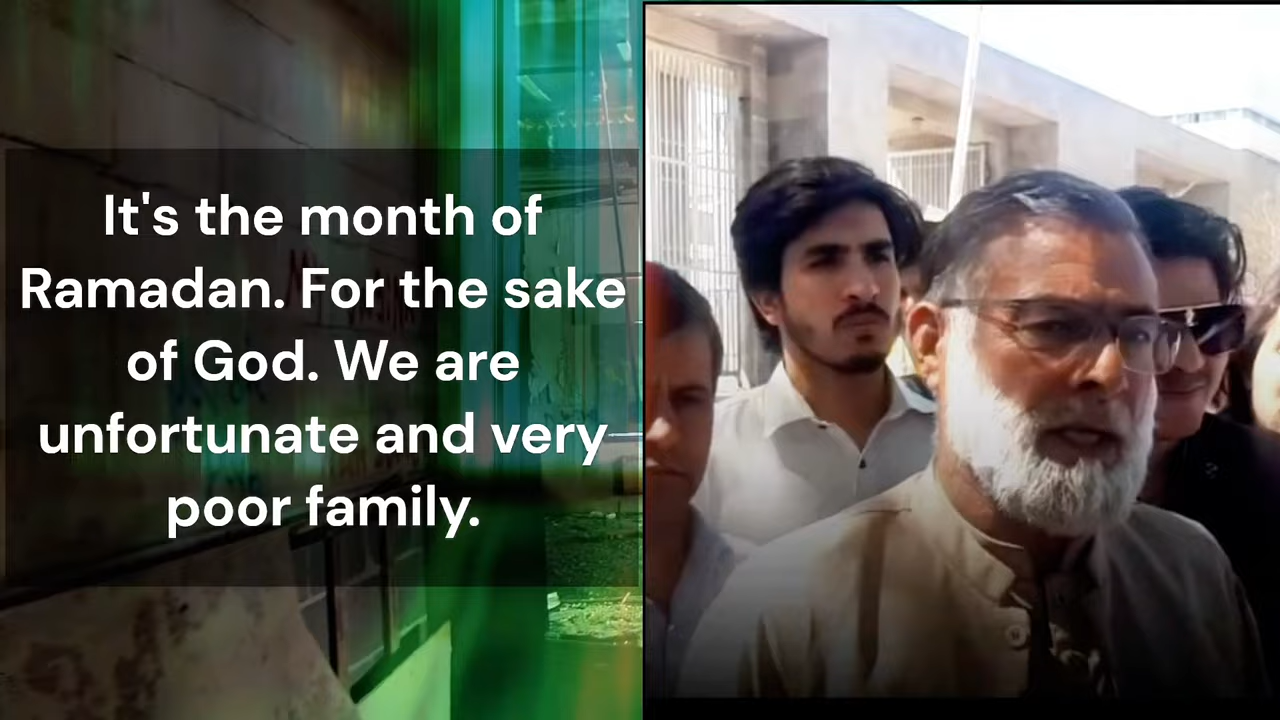 It's the month of
Ramadan. For the sake
of God. We are
unfortunate and very
poor family.